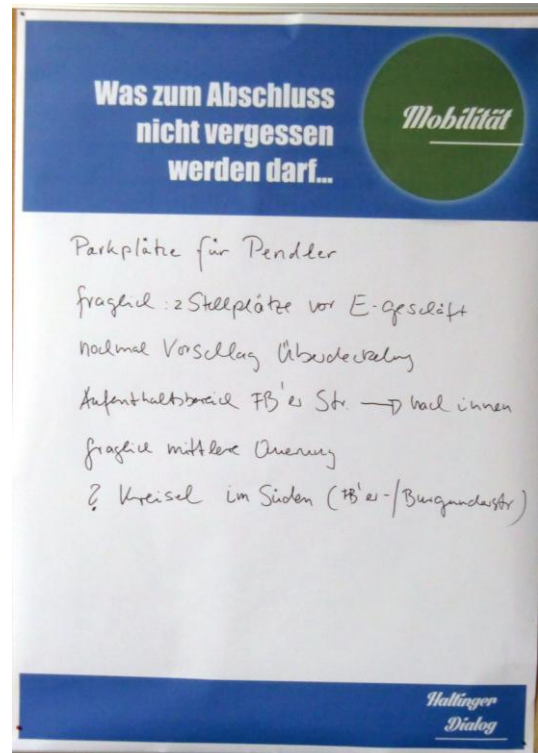 Was zum Abschluss
nicht vergessen
werden darf...
Mobilität
Parkplätze für Pendler
fraglich : 2 Stellplätze vor E-geschäft
nochmal Vorschlag Überdeckelung
Aufenthaltsbereich FB'er Str. → nach innen
fraglich mittlere Querung
? Kreisel im Süden (FB'er-/Burgunderstr)
Haltinger
Dialog